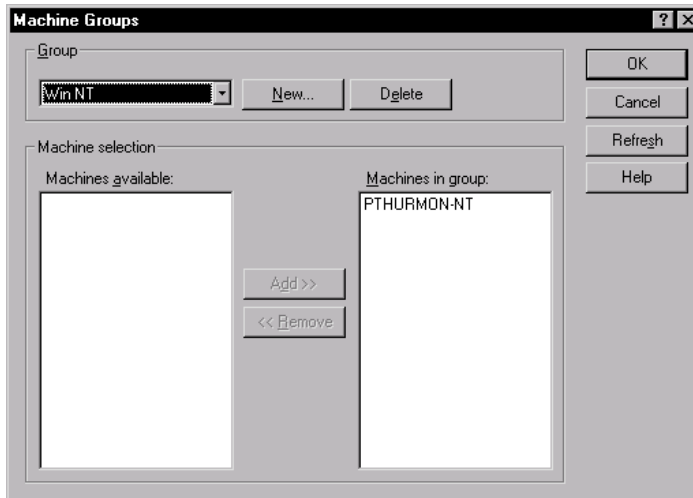 Machine Groups
Group
Win NT
New...
Delete
OK
Cancel
Refresh
Help
Machine selection
Machines available:
Machines in group:
PTHURMON-NT
Add >>
<< Remove